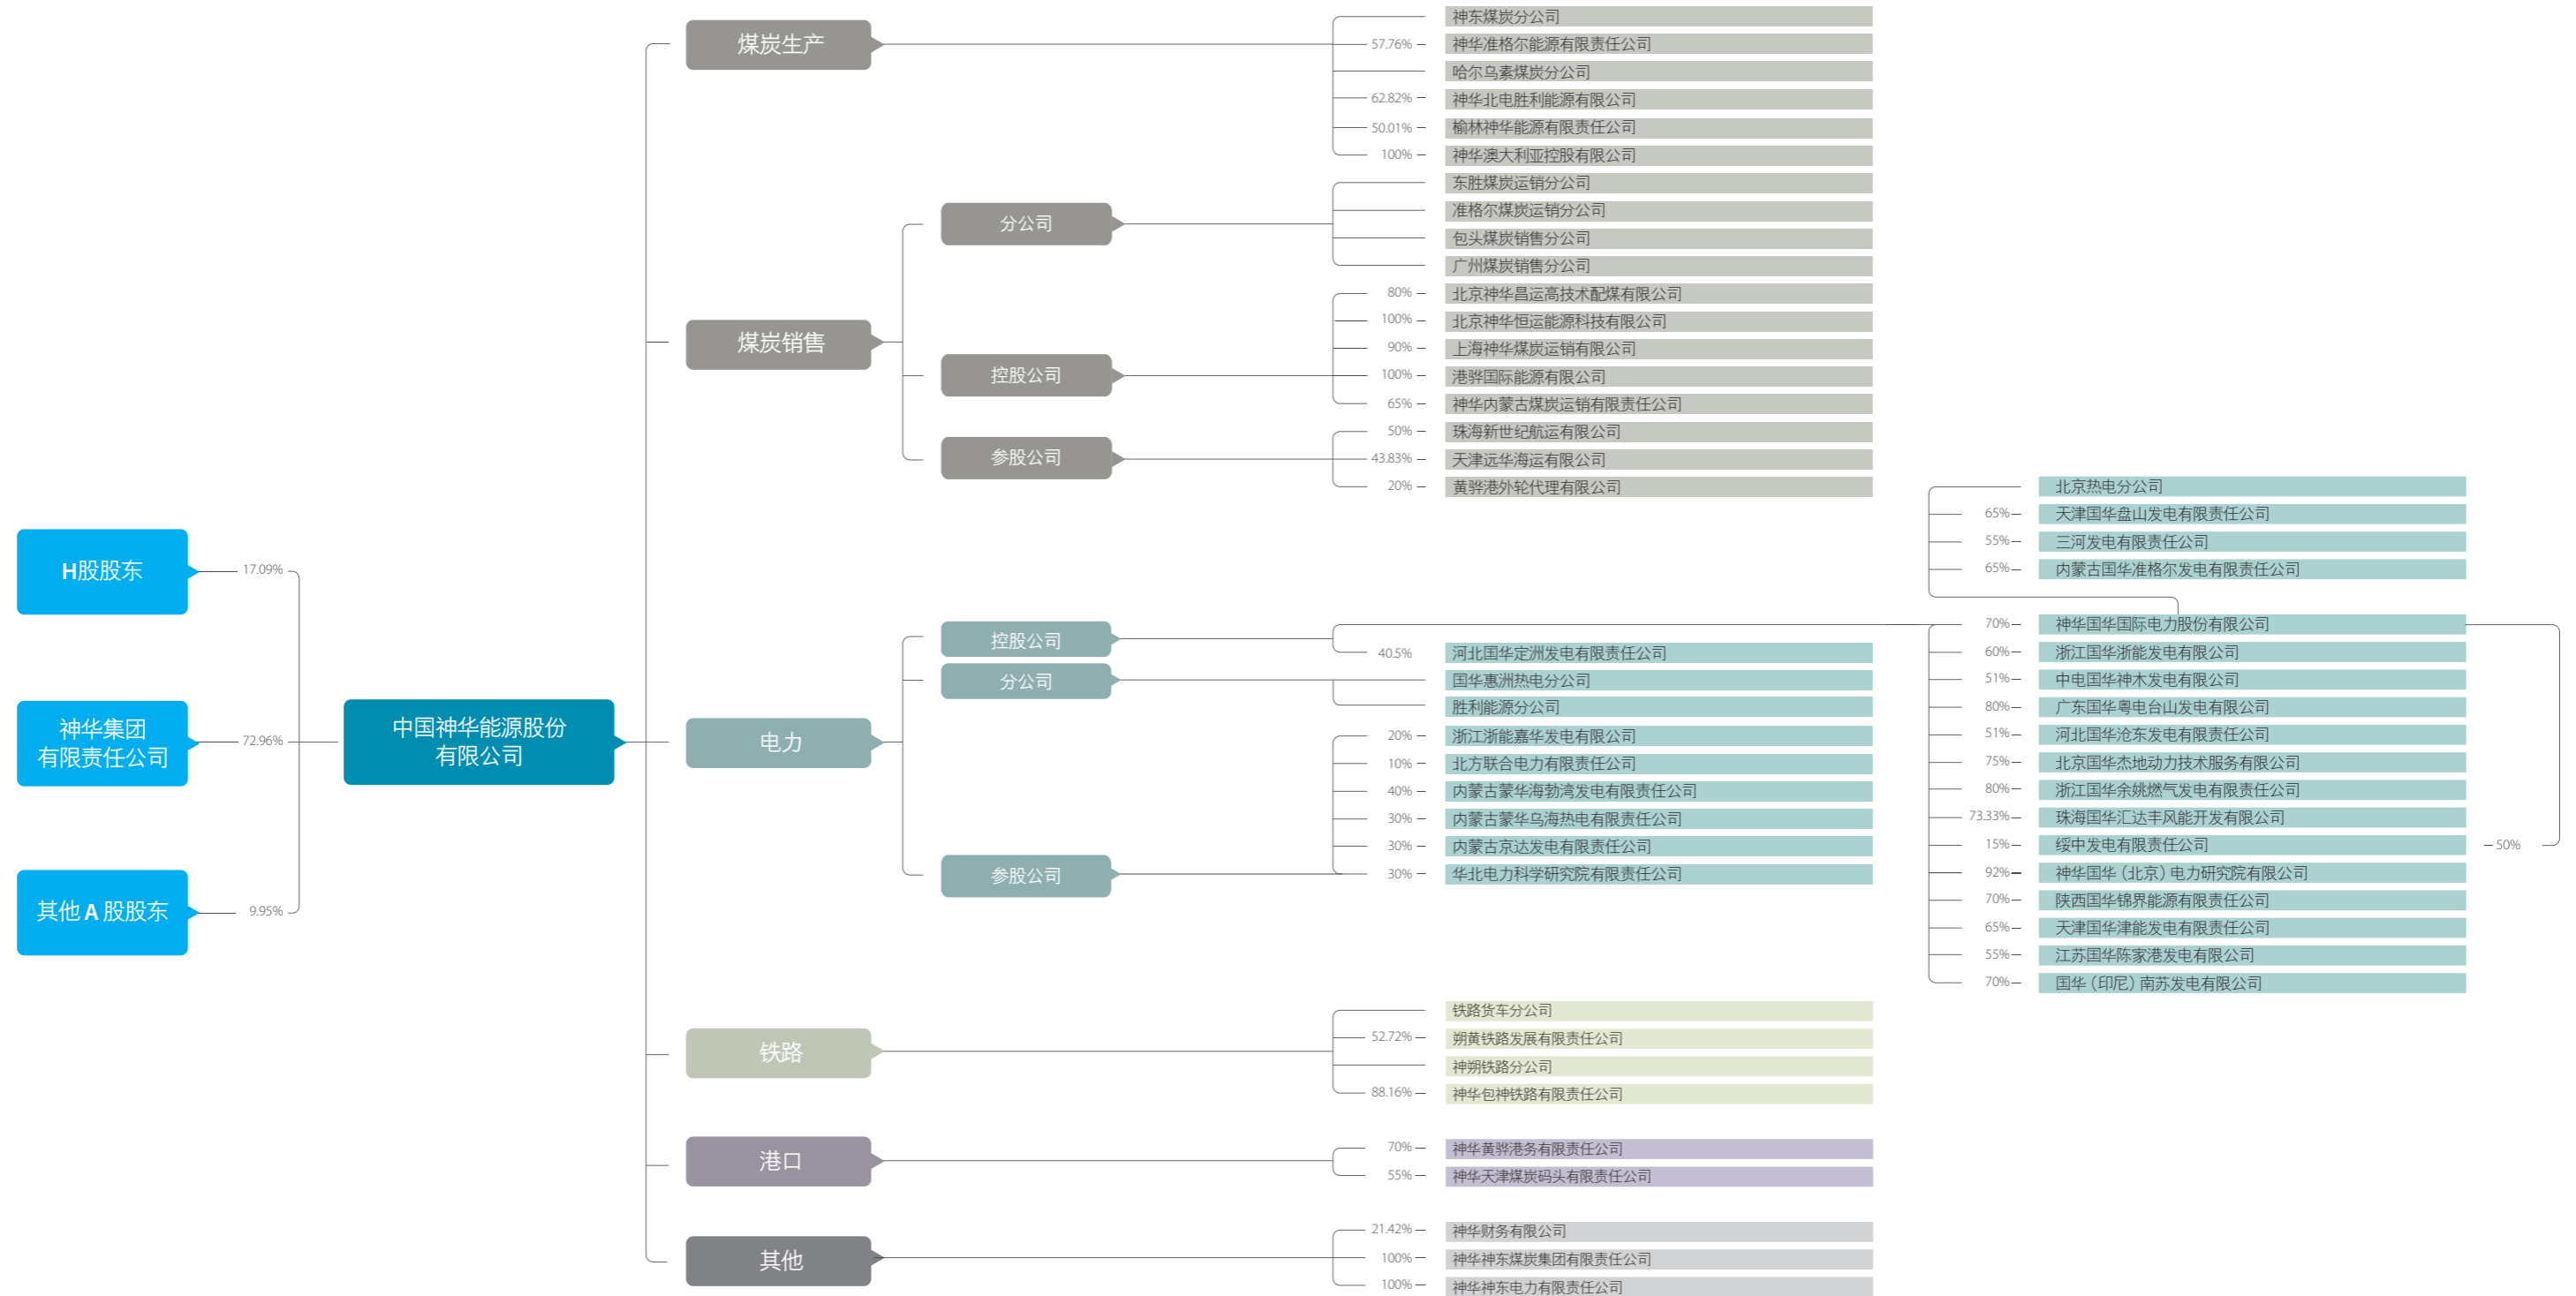 H股股东
17.09%
神华集团
有限责任公司
72.96%
其他 A 股股东
9.95%
中国神华能源股份
有限公司
煤炭生产
神东煤炭分公司
57.76% 神华准格尔能源有限责任公司
哈尔乌素煤炭分公司
62.82% 神华北电胜利能源有限公司
50.01% 榆林神华能源有限责任公司
100% 神华澳大利亚控股有限公司
煤炭销售
分公司
东胜煤炭运销分公司
准格尔煤炭运销分公司
包头煤炭销售分公司
广州煤炭销售分公司
控股公司
80% 北京神华昌运高技术配煤有限公司
100% 北京神华恒运能源科技有限公司
90% 上海神华煤炭运销有限公司
100% 港骅国际能源有限公司
65% 神华内蒙古煤炭运销有限责任公司
参股公司
50% 珠海新世纪航运有限公司
43.83% 天津远华海运有限公司
20% 黄骅港外轮代理有限公司
电力
控股公司
40.5% 河北国华定洲发电有限责任公司
分公司
国华惠洲热电分公司
胜利能源分公司
参股公司
20% 浙江浙能嘉华发电有限公司
10% 北方联合电力有限责任公司
40% 内蒙古蒙华海勃湾发电有限责任公司
30% 内蒙古蒙华乌海热电有限责任公司
30% 内蒙古京达发电有限责任公司
30% 华北电力科学研究院有限责任公司
北京热电分公司
65% 天津国华盘山发电有限责任公司
55% 三河发电有限责任公司
65% 内蒙古国华准格尔发电有限责任公司
70% 神华国华国际电力股份有限公司
60% 浙江国华浙能发电有限公司
51% 中电国华神木发电有限公司
80% 广东国华粤电台山发电有限公司
51% 河北国华沧东发电有限责任公司
75% 北京国华杰地动力技术服务有限公司
80% 浙江国华余姚燃气发电有限责任公司
73.33% 珠海国华汇达丰风能开发有限公司
15% 绥中发电有限责任公司 50%
92% 神华国华（北京）电力研究院有限公司
70% 陕西国华锦界能源有限责任公司
65% 天津国华津能发电有限责任公司
55% 江苏国华陈家港发电有限公司
70% 国华（印尼）南苏发电有限公司
铁路
铁路货车分公司
52.72% 朔黄铁路发展有限责任公司
神朔铁路分公司
88.16% 神华包神铁路有限责任公司
港口
70% 神华黄骅港务有限责任公司
55% 神华天津煤炭码头有限责任公司
其他
21.42% 神华财务有限公司
100% 神华神东煤炭集团有限责任公司
100% 神华神东电力有限责任公司